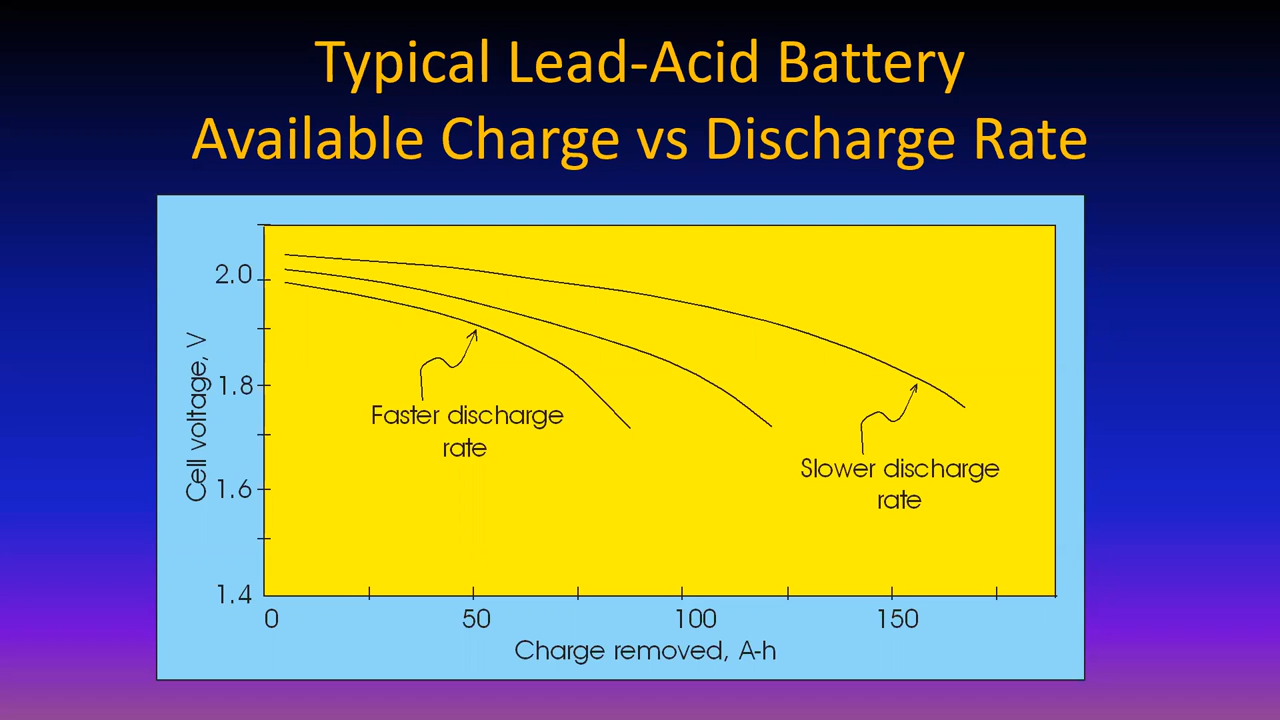 Typical Lead-Acid Battery
Available Charge vs Discharge Rate
2.0
1.8
1.6
1.4
Cell voltage, V
Faster discharge
rate
Slower discharge
rate
0
50
100
150
Charge removed, A-h